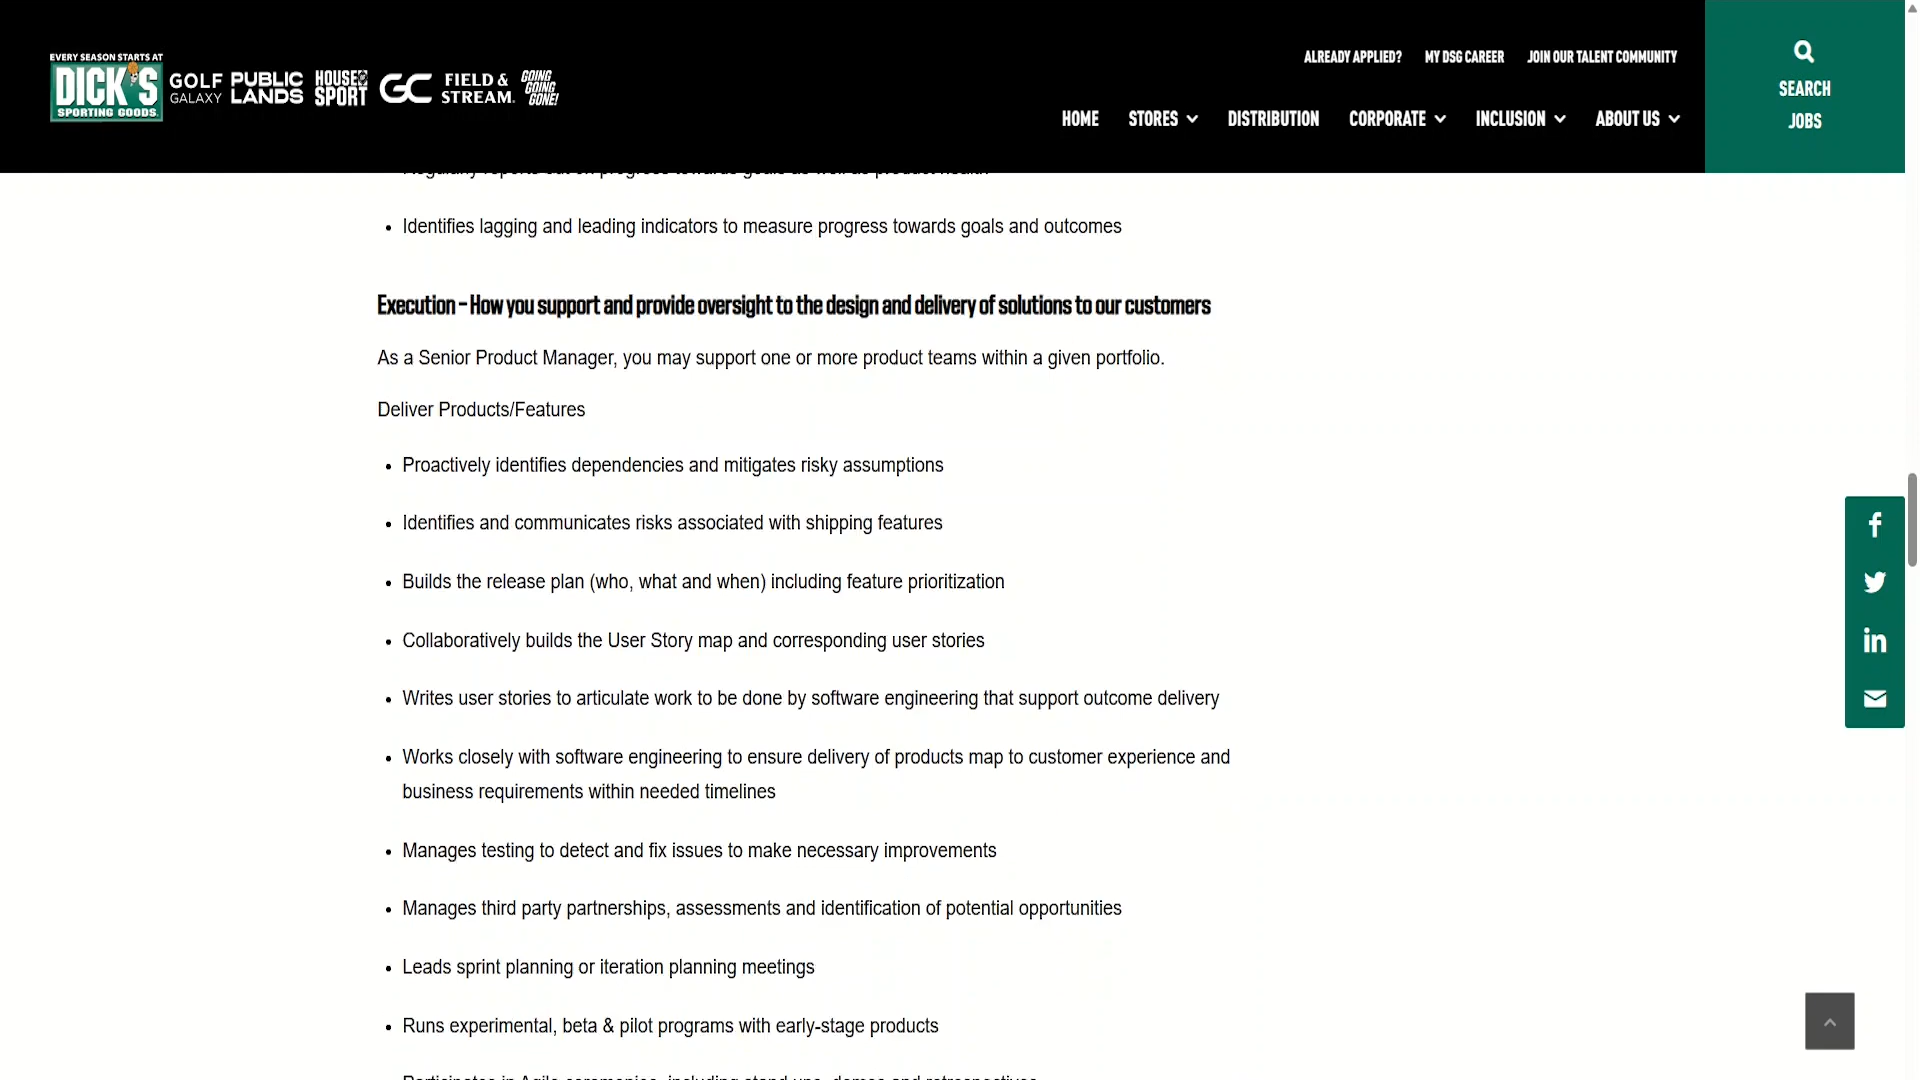 EVERY SEASON STARTS AT
DICK'S
SPORTING GOODS
GOLF
GALAXY
PUBLIC
LANDS
HOUSE OF
SPORT
GC
FIELD &
STREAM
GOING
GOING
GONE!
ALREADY APPLIED?
MY DSG CAREER
JOIN OUR TALENT COMMUNITY
HOME
STORES
DISTRIBUTION
CORPORATE
INCLUSION
ABOUT US
SEARCH
JOBS
Regularly reports out on progress towards goals as well as product health
• Identifies lagging and leading indicators to measure progress towards goals and outcomes
Execution – How you support and provide oversight to the design and delivery of solutions to our customers
As a Senior Product Manager, you may support one or more product teams within a given portfolio.
Deliver Products/Features
• Proactively identifies dependencies and mitigates risky assumptions
• Identifies and communicates risks associated with shipping features
• Builds the release plan (who, what and when) including feature prioritization
• Collaboratively builds the User Story map and corresponding user stories
• Writes user stories to articulate work to be done by software engineering that support outcome delivery
• Works closely with software engineering to ensure delivery of products map to customer experience and
business requirements within needed timelines
• Manages testing to detect and fix issues to make necessary improvements
• Manages third party partnerships, assessments and identification of potential opportunities
• Leads sprint planning or iteration planning meetings
• Runs experimental, beta & pilot programs with early-stage products
Participates in Agile ceremonies, including stand ups, demos and retrospectives